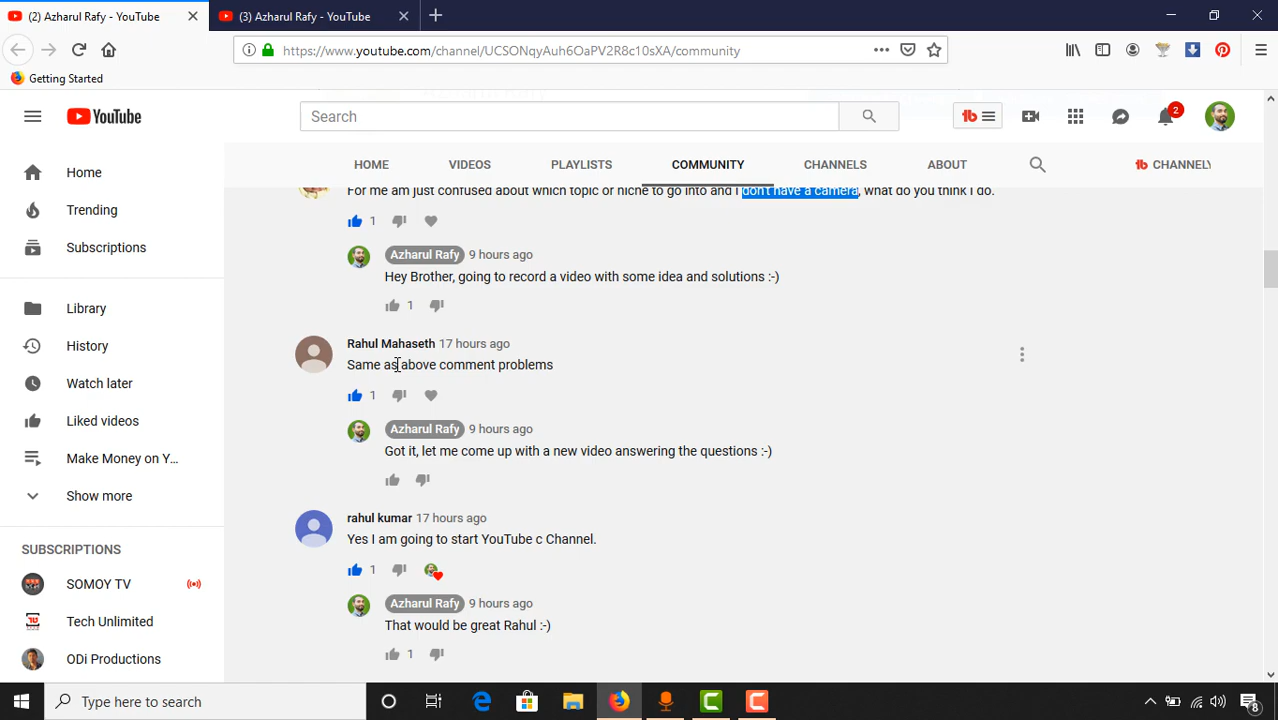 (2) Azharul Rafy - YouTube
(3) Azharul Rafy - YouTube
https://www.youtube.com/channel/UCSONqyAuh6OaPV2R8c10sXA/community
Getting Started
YouTube
Search
2
HOME VIDEOS PLAYLISTS COMMUNITY CHANNELS ABOUT CHANNELY
Home
Trending
Subscriptions
Library
History
Watch later
Liked videos
Make Money on Y...
Show more
SUBSCRIPTIONS
SOMOY TV
Tech Unlimited
ODi Productions
For me am just confused about which topic or niche to go into and I don't have a camera, what do you think I do.
1
Azharul Rafy 9 hours ago
Hey Brother, going to record a video with some idea and solutions :-)
1
Rahul Mahaseth 17 hours ago
Same as above comment problems
1
Azharul Rafy 9 hours ago
Got it, let me come up with a new video answering the questions :-)
rahul kumar 17 hours ago
Yes I am going to start YouTube c Channel.
1
Azharul Rafy 9 hours ago
That would be great Rahul :-)
1
Type here to search
8